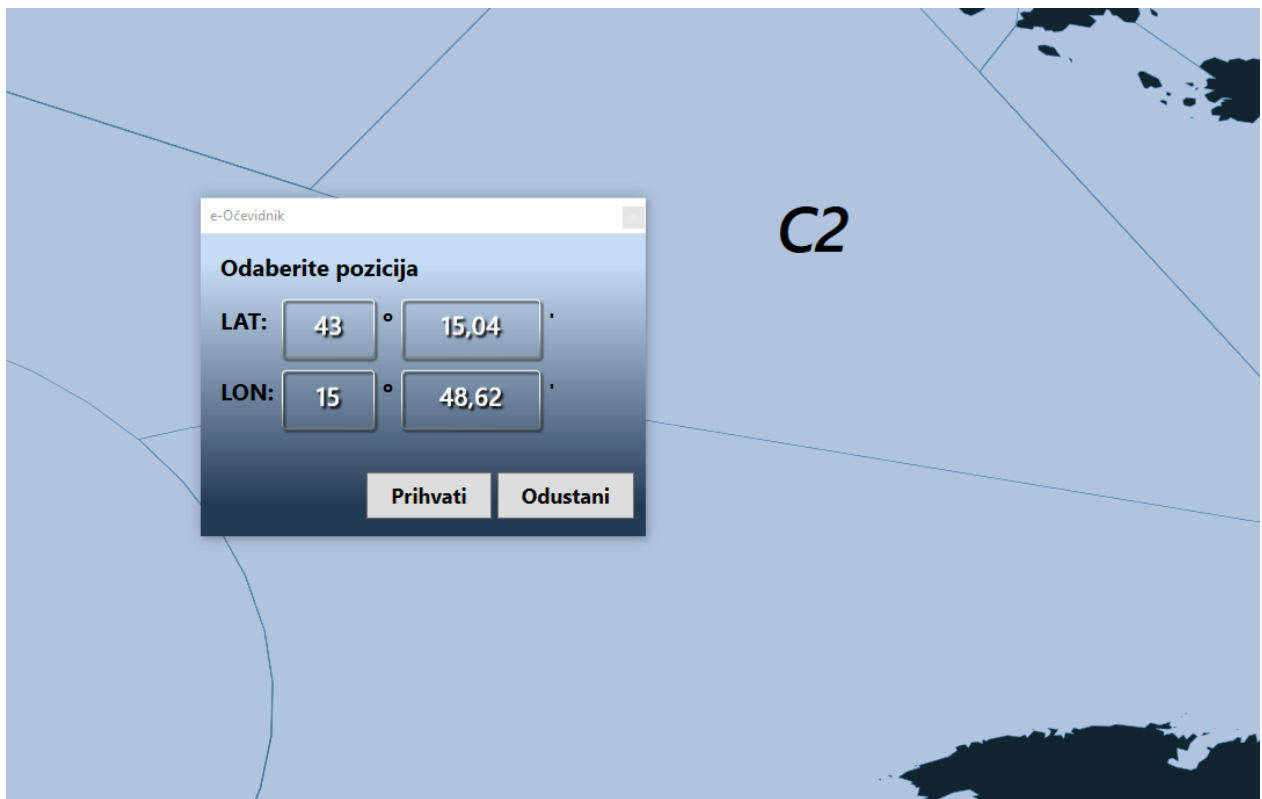 C2
e-Očevidnik
Odaberite pozicija
LAT: 43 ° 15,04 '
LON: 15 ° 48,62 '
Prihvati Odustani